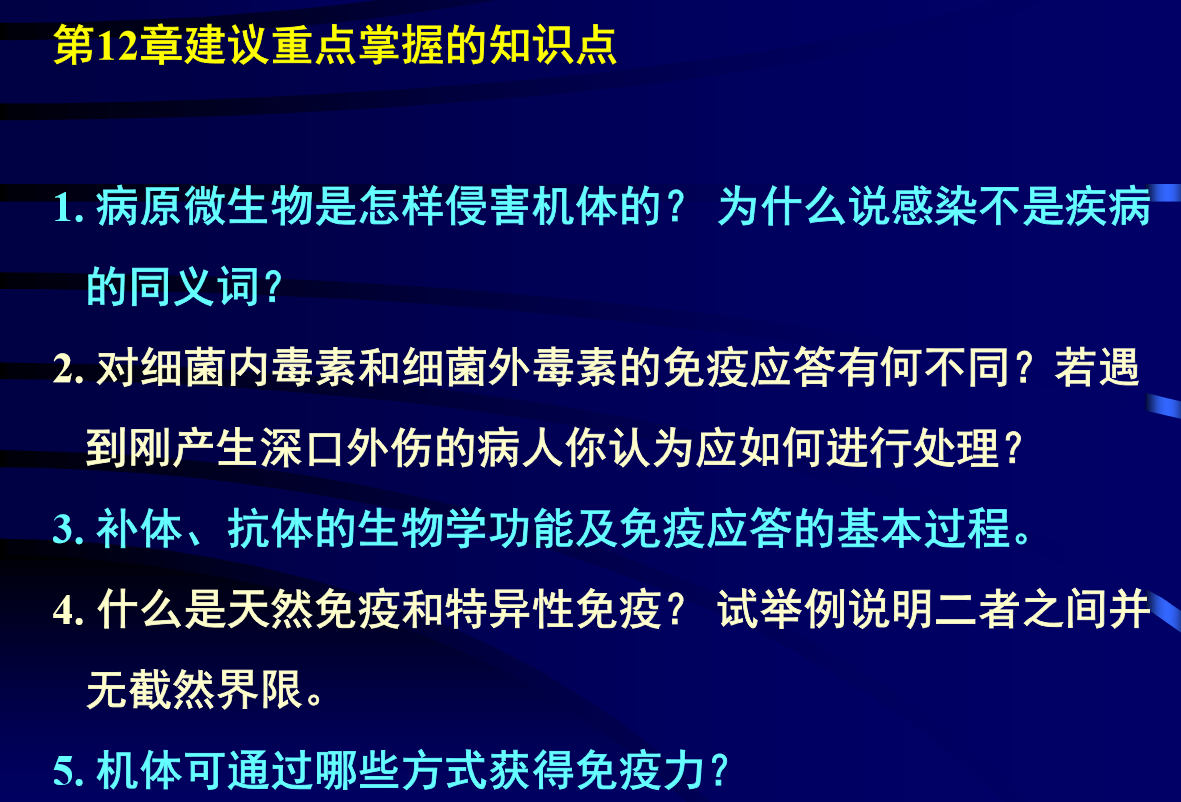 第12章建议重点掌握的知识点
1. 病原微生物是怎样侵害机体的？ 为什么说感染不是疾病
的同义词？
2. 对细菌内毒素和细菌外毒素的免疫应答有何不同？若遇
到刚产生深口外伤的病人你认为应如何进行处理？
3. 补体、抗体的生物学功能及免疫应答的基本过程。
4. 什么是天然免疫和特异性免疫？ 试举例说明二者之间并
无截然界限。
5. 机体可通过哪些方式获得免疫力？